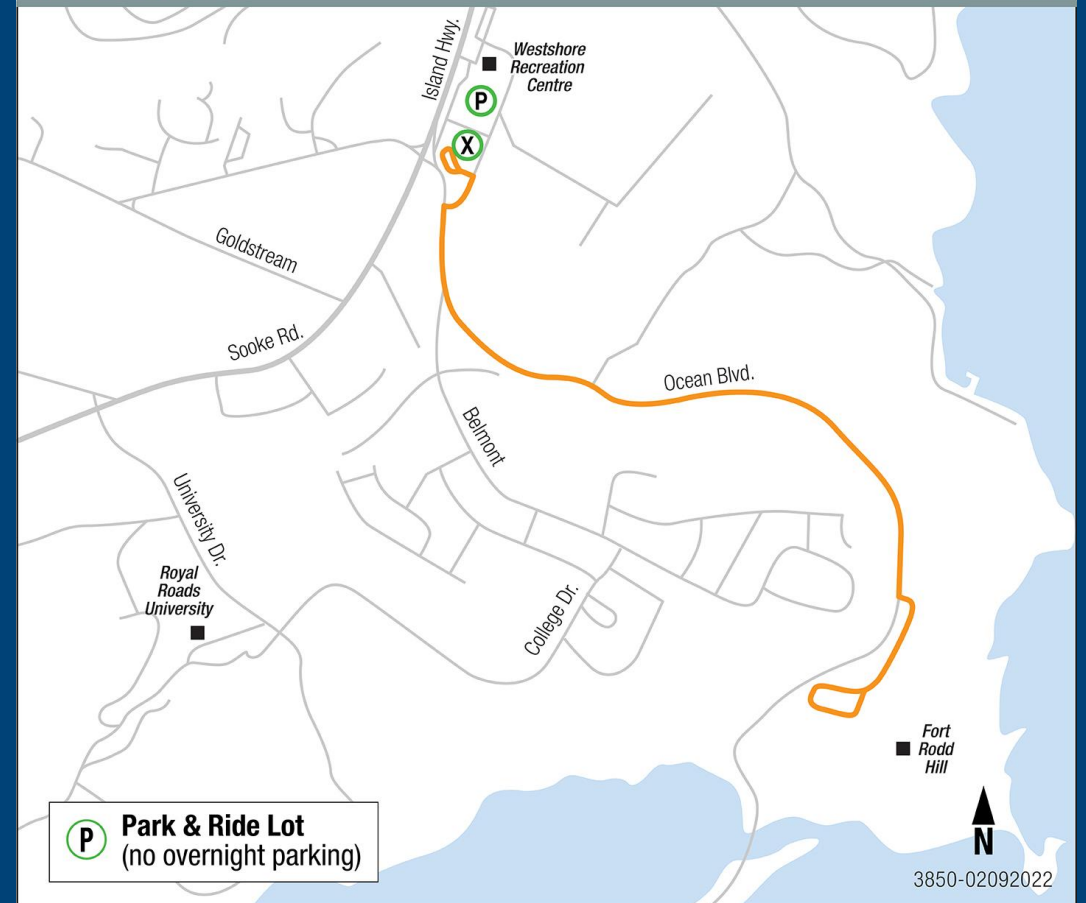 Island Hwy.
Westshore
Recreation
Centre
P
X
Goldstream
Sooke Rd.
Ocean Blvd.
Belmont
University Dr.
Royal
Roads
University
College Dr.
Fort
Rodd
Hill
P
Park & Ride Lot
(no overnight parking)
N
3850-02092022